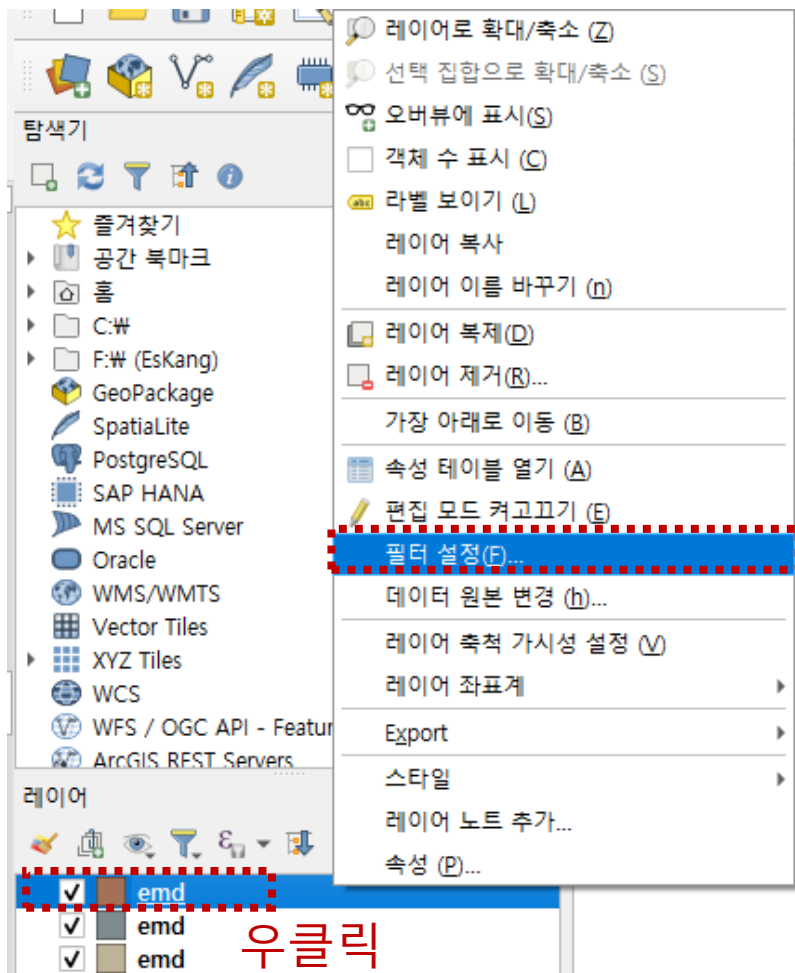 탐색기
즐겨찾기
공간 북마크
홈
C:₩
F:₩ (EsKang)
GeoPackage
SpatiaLite
PostgreSQL
SAP HANA
MS SQL Server
Oracle
WMS/WMTS
Vector Tiles
XYZ Tiles
WCS
WFS / OGC API - Featur
ArcGIS REST Servers
레이어
emd
emd
emd
우클릭
레이어로 확대/축소 (Z)
선택 집합으로 확대/축소 (S)
오버뷰에 표시(S)
객체 수 표시 (C)
abc
라벨 보이기 (L)
레이어 복사
레이어 이름 바꾸기 (n)
레이어 복제(D)
레이어 제거(R)...
가장 아래로 이동 (B)
속성 테이블 열기 (A)
편집 모드 켜고끄기 (E)
필터 설정(F)...
데이터 원본 변경 (h)...
레이어 축척 가시성 설정 (V)
레이어 좌표계
Export
스타일
레이어 노트 추가...
속성 (P)...